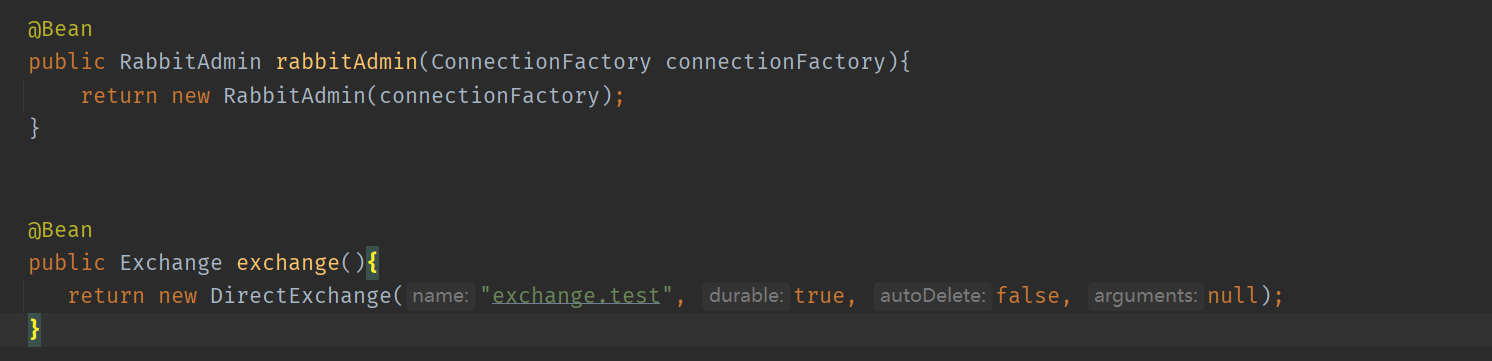 @Bean
public RabbitAdmin rabbitAdmin(ConnectionFactory connectionFactory){
    return new RabbitAdmin(connectionFactory);
}
@Bean
public Exchange exchange(){
   return new DirectExchange( name: "exchange.test", durable: true, autoDelete: false, arguments: null);
}